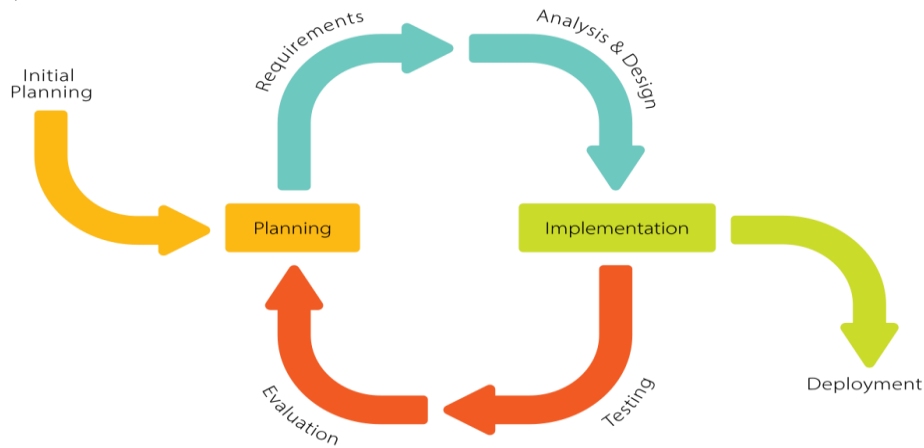 Initial
Planning
Requirements
Analysis & Design
Planning
Implementation
Evaluation
Testing
Deployment